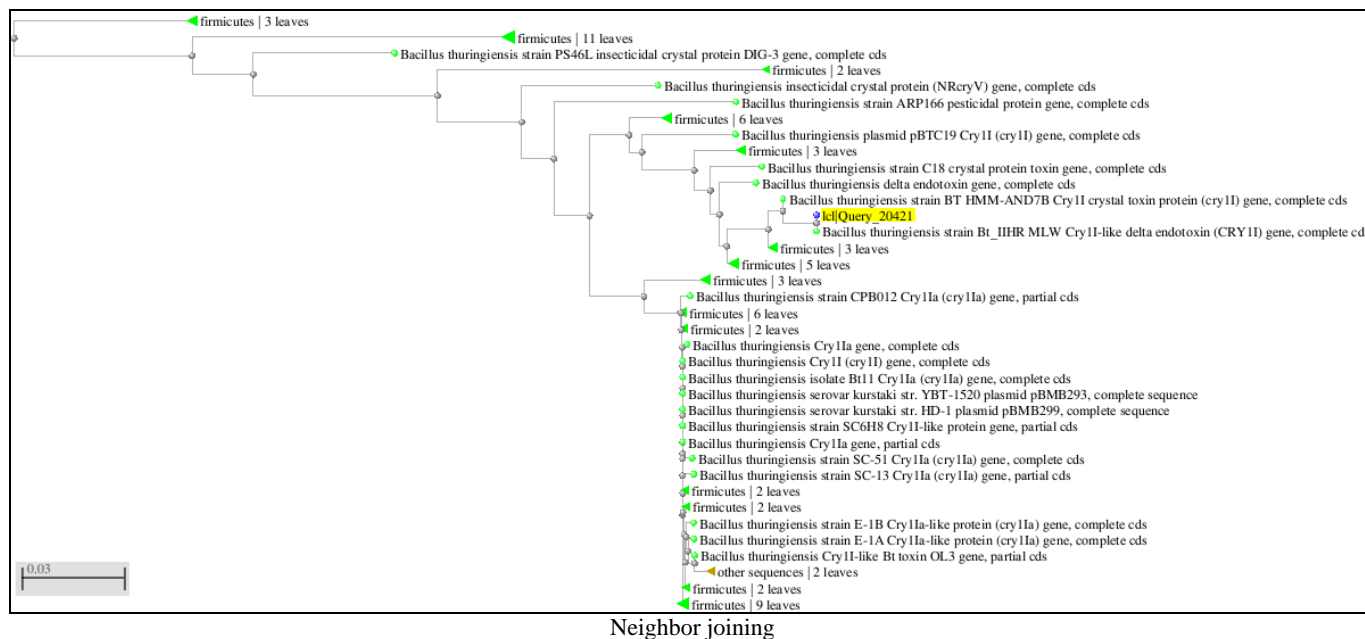 firmicutes | 3 leaves
firmicutes | 11 leaves
Bacillus thuringiensis strain PS46L insecticidal crystal protein DIG-3 gene, complete cds
firmicutes | 2 leaves
Bacillus thuringiensis insecticidal crystal protein (NRcryV) gene, complete cds
Bacillus thuringiensis strain ARP166 pesticidal protein gene, complete cds
firmicutes | 6 leaves
Bacillus thuringiensis plasmid pBTC19 Cry1I (cry1I) gene, complete cds
firmicutes | 3 leaves
Bacillus thuringiensis strain C18 crystal protein toxin gene, complete cds
Bacillus thuringiensis delta endotoxin gene, complete cds
Bacillus thuringiensis strain BT HMM-AND7B Cry1I crystal toxin protein (cry1I) gene, complete cds
lcl|Query_20421
Bacillus thuringiensis strain Bt_IIHR MLW Cry1I-like delta endotoxin (CRY1I) gene, complete cd
firmicutes | 3 leaves
firmicutes | 5 leaves
firmicutes | 3 leaves
Bacillus thuringiensis strain CPB012 Cry1Ia (cry1Ia) gene, partial cds
firmicutes | 6 leaves
firmicutes | 2 leaves
Bacillus thuringiensis Cry1Ia gene, complete cds
Bacillus thuringiensis Cry1I (cry1I) gene, complete cds
Bacillus thuringiensis isolate Bt11 Cry1Ia (cry1Ia) gene, complete cds
Bacillus thuringiensis serovar kurstaki str. YBT-1520 plasmid pBMB293, complete sequence
Bacillus thuringiensis serovar kurstaki str. HD-1 plasmid pBMB299, complete sequence
Bacillus thuringiensis strain SC6H8 Cry1I-like protein gene, partial cds
Bacillus thuringiensis Cry1Ia gene, partial cds
Bacillus thuringiensis strain SC-51 Cry1Ia (cry1Ia) gene, complete cds
Bacillus thuringiensis strain SC-13 Cry1Ia (cry1Ia) gene, partial cds
firmicutes | 2 leaves
firmicutes | 2 leaves
Bacillus thuringiensis strain E-1B Cry1Ia-like protein (cry1Ia) gene, complete cds
Bacillus thuringiensis strain E-1A Cry1Ia-like protein (cry1Ia) gene, complete cds
Bacillus thuringiensis Cry1I-like Bt toxin OL3 gene, partial cds
other sequences | 2 leaves
0.03
firmicutes | 2 leaves
firmicutes | 9 leaves
Neighbor joining